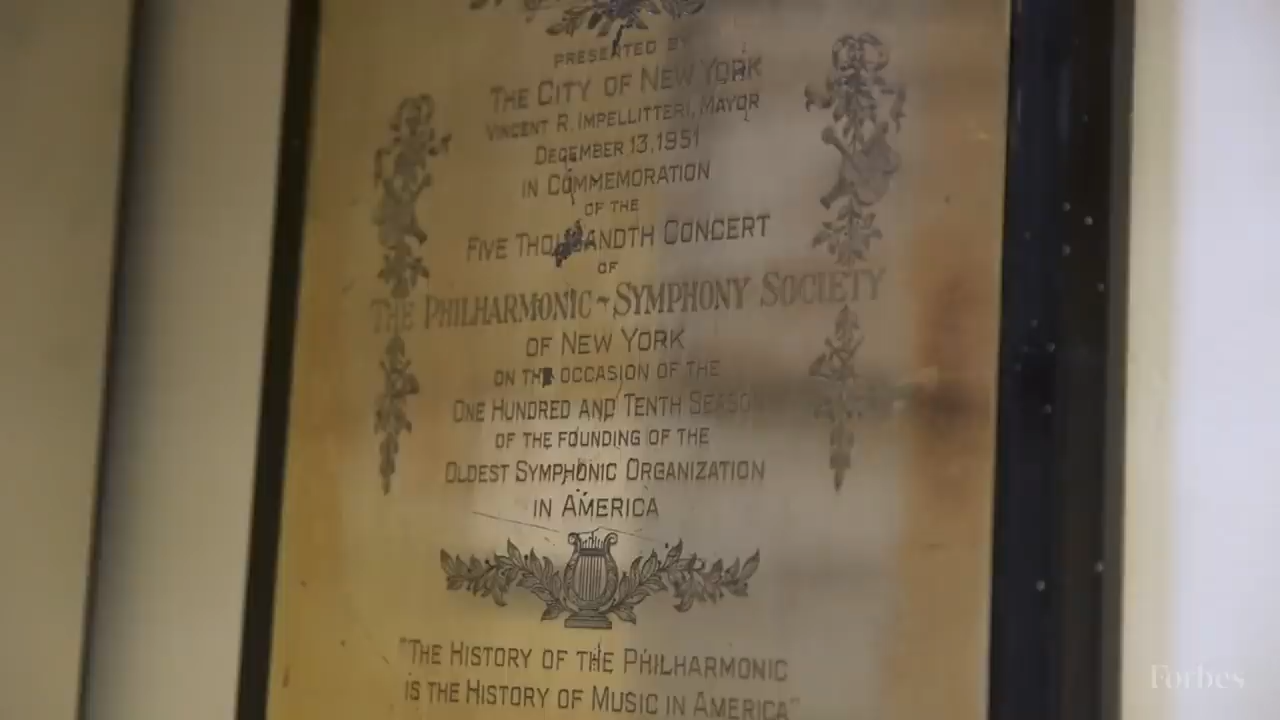 PRESENTED BY
THE CITY OF NEW YORK
VINCENT R. IMPELLITTERI, MAYOR
DECEMBER 13, 1951
IN COMMEMORATION
OF THE
FIVE THOUSANDTH CONCERT
OF
THE PHILHARMONIC-SYMPHONY SOCIETY
OF NEW YORK
ON THE OCCASION OF THE
ONE HUNDRED AND TENTH SEASON
OF THE FOUNDING OF THE
OLDEST SYMPHONIC ORGANIZATION
IN AMERICA
"THE HISTORY OF THE PHILHARMONIC
IS THE HISTORY OF MUSIC IN AMERICA"
Forbes